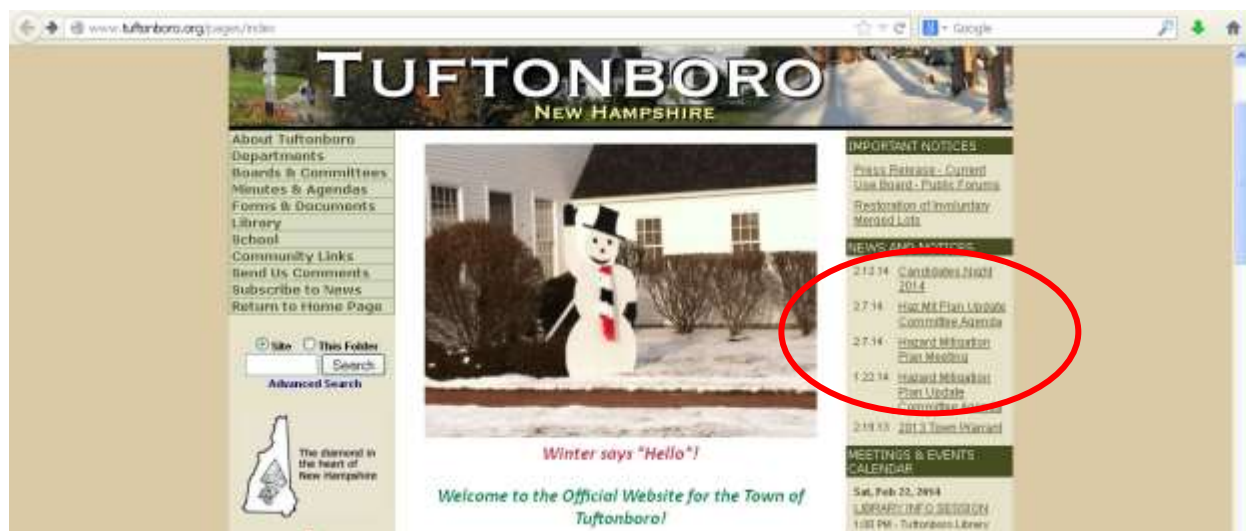 www.tuftonboro.org/pages/index
Google
TUFTONBORO
NEW HAMPSHIRE
About Tuftonboro
Departments
Boards & Committees
Minutes & Agendas
Forms & Documents
Library
School
Community Links
Send Us Comments
Subscribe to News
Return to Home Page
Site This Folder
Search
Advanced Search
The diamond in
the heart of
New Hampshire
Winter says "Hello"!
Welcome to the Official Website for the Town of
Tuftonboro!
IMPORTANT NOTICES
Press Release - Current
Use Board - Public Forums
Restoration of Involuntary
Merged Lots
NEWS AND NOTICES
2.13.14 Candidates Night
2014
2.7.14 Haz Mit Plan Update
Committee Agenda
2.7.14 Hazard Mitigation
Plan Meeting
1.22.14 Hazard Mitigation
Plan Update
Committee Agenda
2013 Town Warrant
MEETINGS & EVENTS
CALENDAR
Sat, Feb 22, 2014
LIBRARY INFO SESSION
1:00 PM - Tuftonboro Library